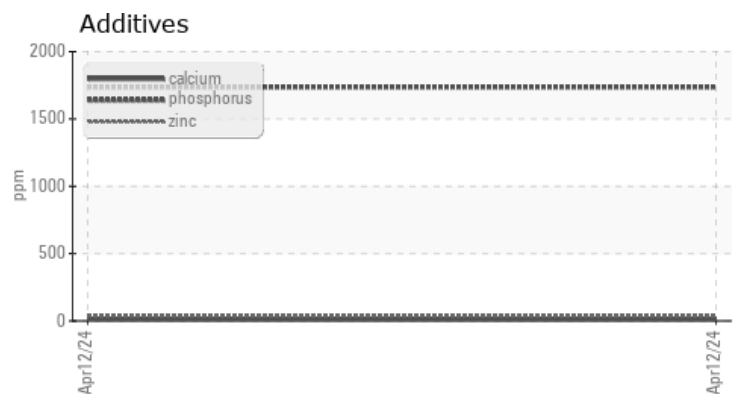 Additives
2000
calcium
phosphorus
1500
zinc
1000
ppm
500
0
Apr12/24
Apr12/24